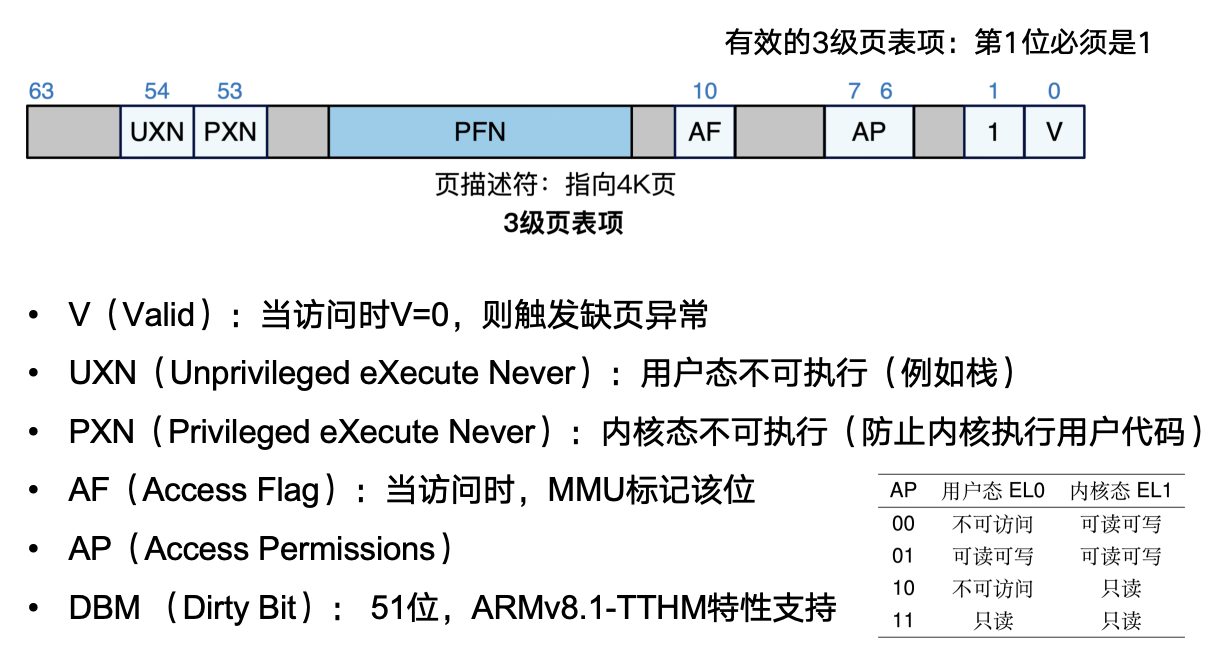 有效的3级页表项：第1位必须是1
63 54 53 10 7 6 1 0
UXN PXN PFN AF AP 1 V
页描述符：指向4K页
3级页表项
• V（Valid）：当访问时V=0，则触发缺页异常
• UXN（Unprivileged eXecute Never）：用户态不可执行（例如栈）
• PXN（Privileged eXecute Never）：内核态不可执行（防止内核执行用户代码）
• AF（Access Flag）：当访问时，MMU标记该位
• AP（Access Permissions）
• DBM （Dirty Bit）： 51位，ARMv8.1-TTHM特性支持
AP 用户态 EL0 内核态 EL1
00 不可访问 可读可写
01 可读可写 可读可写
10 不可访问 只读
11 只读 只读